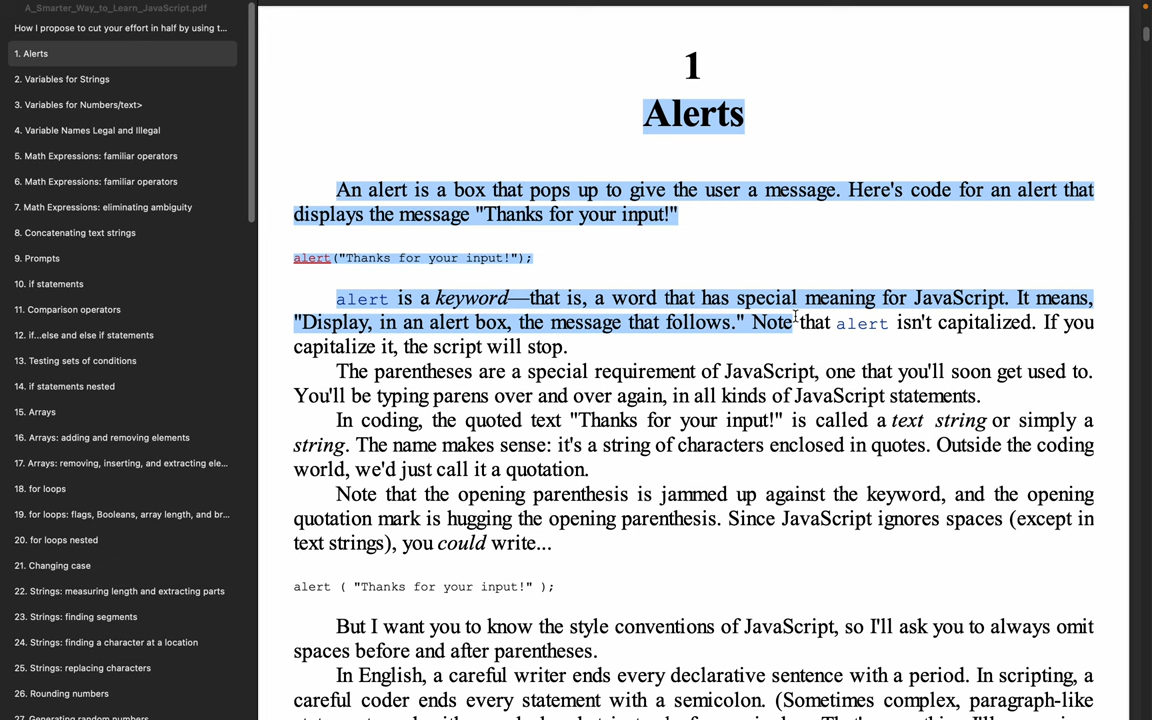 A_Smarter_Way_to_Learn_JavaScript.pdf
How I propose to cut your effort in half by using t...
1. Alerts
2. Variables for Strings
3. Variables for Numbers/text>
4. Variable Names Legal and Illegal
5. Math Expressions: familiar operators
6. Math Expressions: familiar operators
7. Math Expressions: eliminating ambiguity
8. Concatenating text strings
9. Prompts
10. if statements
11. Comparison operators
12. if...else and else if statements
13. Testing sets of conditions
14. if statements nested
15. Arrays
16. Arrays: adding and removing elements
17. Arrays: removing, inserting, and extracting ele...
18. for loops
19. for loops: flags, Booleans, array length, and br...
20. for loops nested
21. Changing case
22. Strings: measuring length and extracting parts
23. Strings: finding segments
24. Strings: finding a character at a location
25. Strings: replacing characters
26. Rounding numbers
27. Generating random numbers
1
Alerts
An alert is a box that pops up to give the user a message. Here's code for an alert that
displays the message "Thanks for your input!"
alert("Thanks for your input!");
alert is a keyword—that is, a word that has special meaning for JavaScript. It means,
"Display, in an alert box, the message that follows." Note that alert isn't capitalized. If you
capitalize it, the script will stop.
The parentheses are a special requirement of JavaScript, one that you'll soon get used to.
You'll be typing parens over and over again, in all kinds of JavaScript statements.
In coding, the quoted text "Thanks for your input!" is called a text string or simply a
string. The name makes sense: it's a string of characters enclosed in quotes. Outside the coding
world, we'd just call it a quotation.
Note that the opening parenthesis is jammed up against the keyword, and the opening
quotation mark is hugging the opening parenthesis. Since JavaScript ignores spaces (except in
text strings), you could write...
alert ( "Thanks for your input!" );
But I want you to know the style conventions of JavaScript, so I'll ask you to always omit
spaces before and after parentheses.
In English, a careful writer ends every declarative sentence with a period. In scripting, a
careful coder ends every statement with a semicolon. (Sometimes complex, paragraph-like